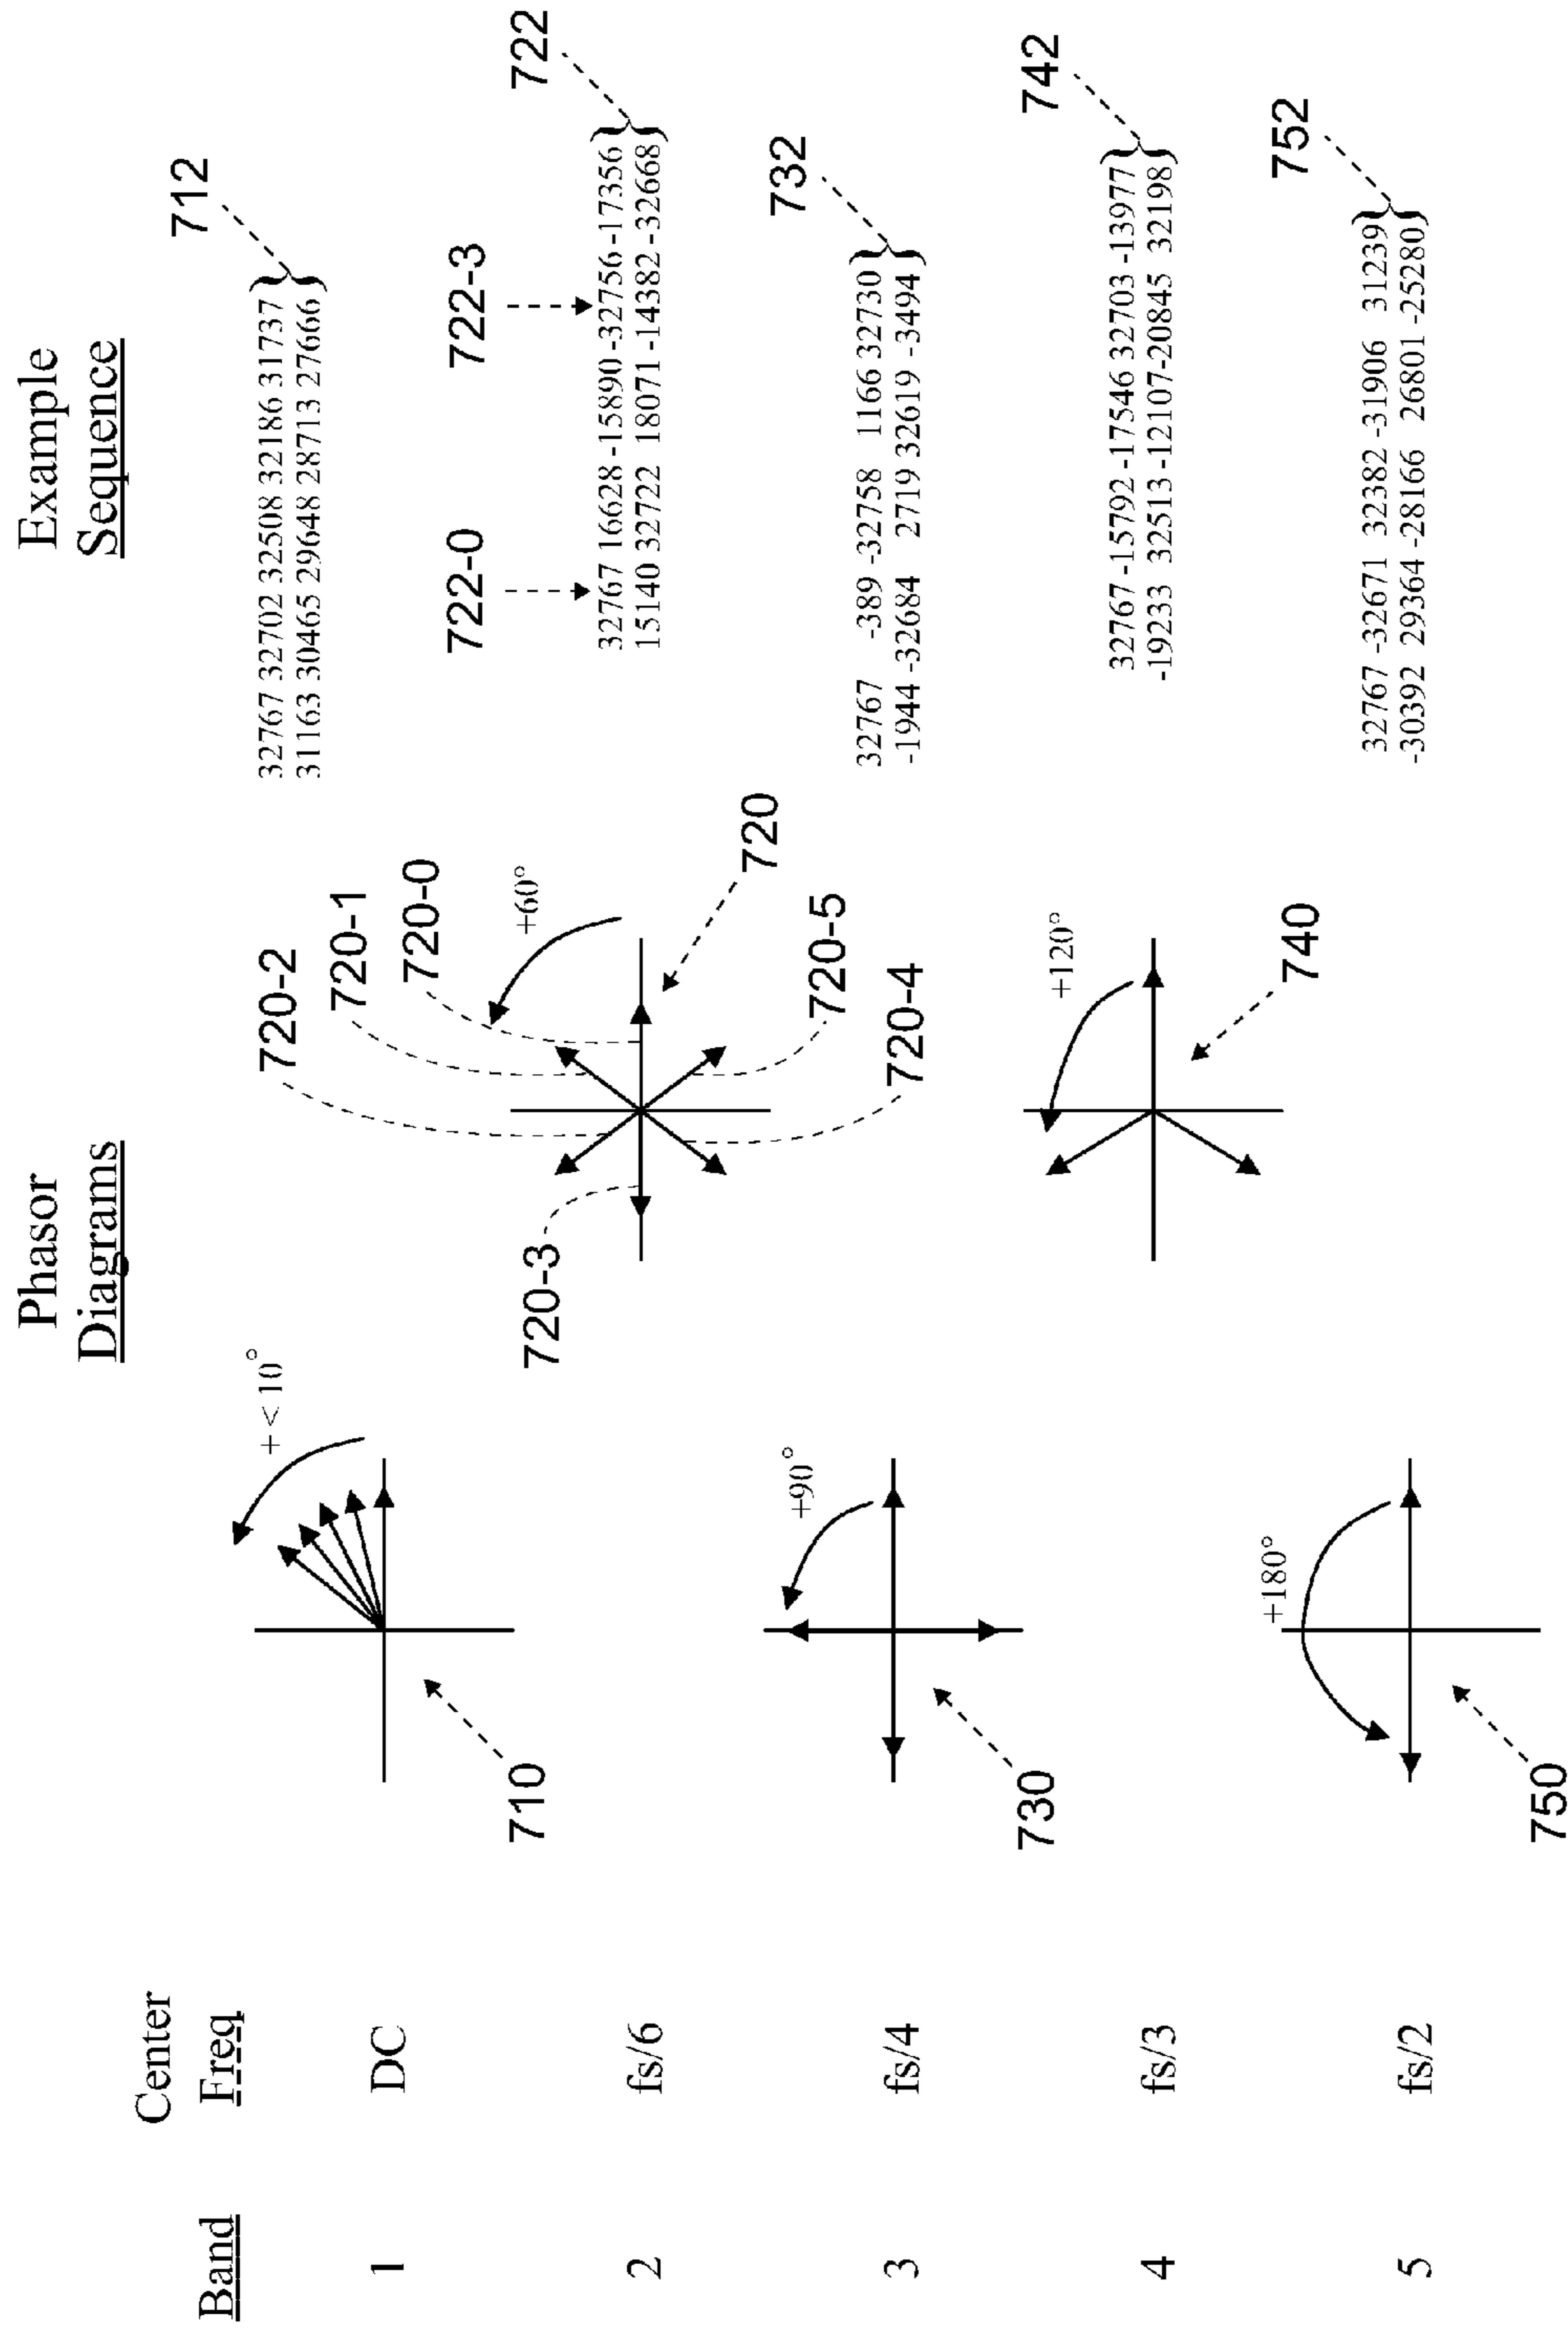 Phasor
Diagrams
Example
Sequence
Center
Band
Freq
1
DC
+ < 10°
710
32767 32702 32508 32186 31737
31163 30465 29648 28713 27666
712
2
fs/6
720-2
720-1
720-0
+60°
720-3
720
720-5
720-4
722-0
722-3
32767 16628 -15890 -32756 -17356
15140 32722 18071 -14382 -32668
722
3
fs/4
+90°
730
32767 -389 -32758 1166 32730
-1944 -32684 2719 32619 -3494
732
4
fs/3
+120°
740
32767 -15792 -17546 32703 -13977
-19233 32513 -12107 -20845 32198
742
5
fs/2
+180°
750
32767 -32671 32382 -31906 31239
-30392 29364 -28166 26801 -25280
752